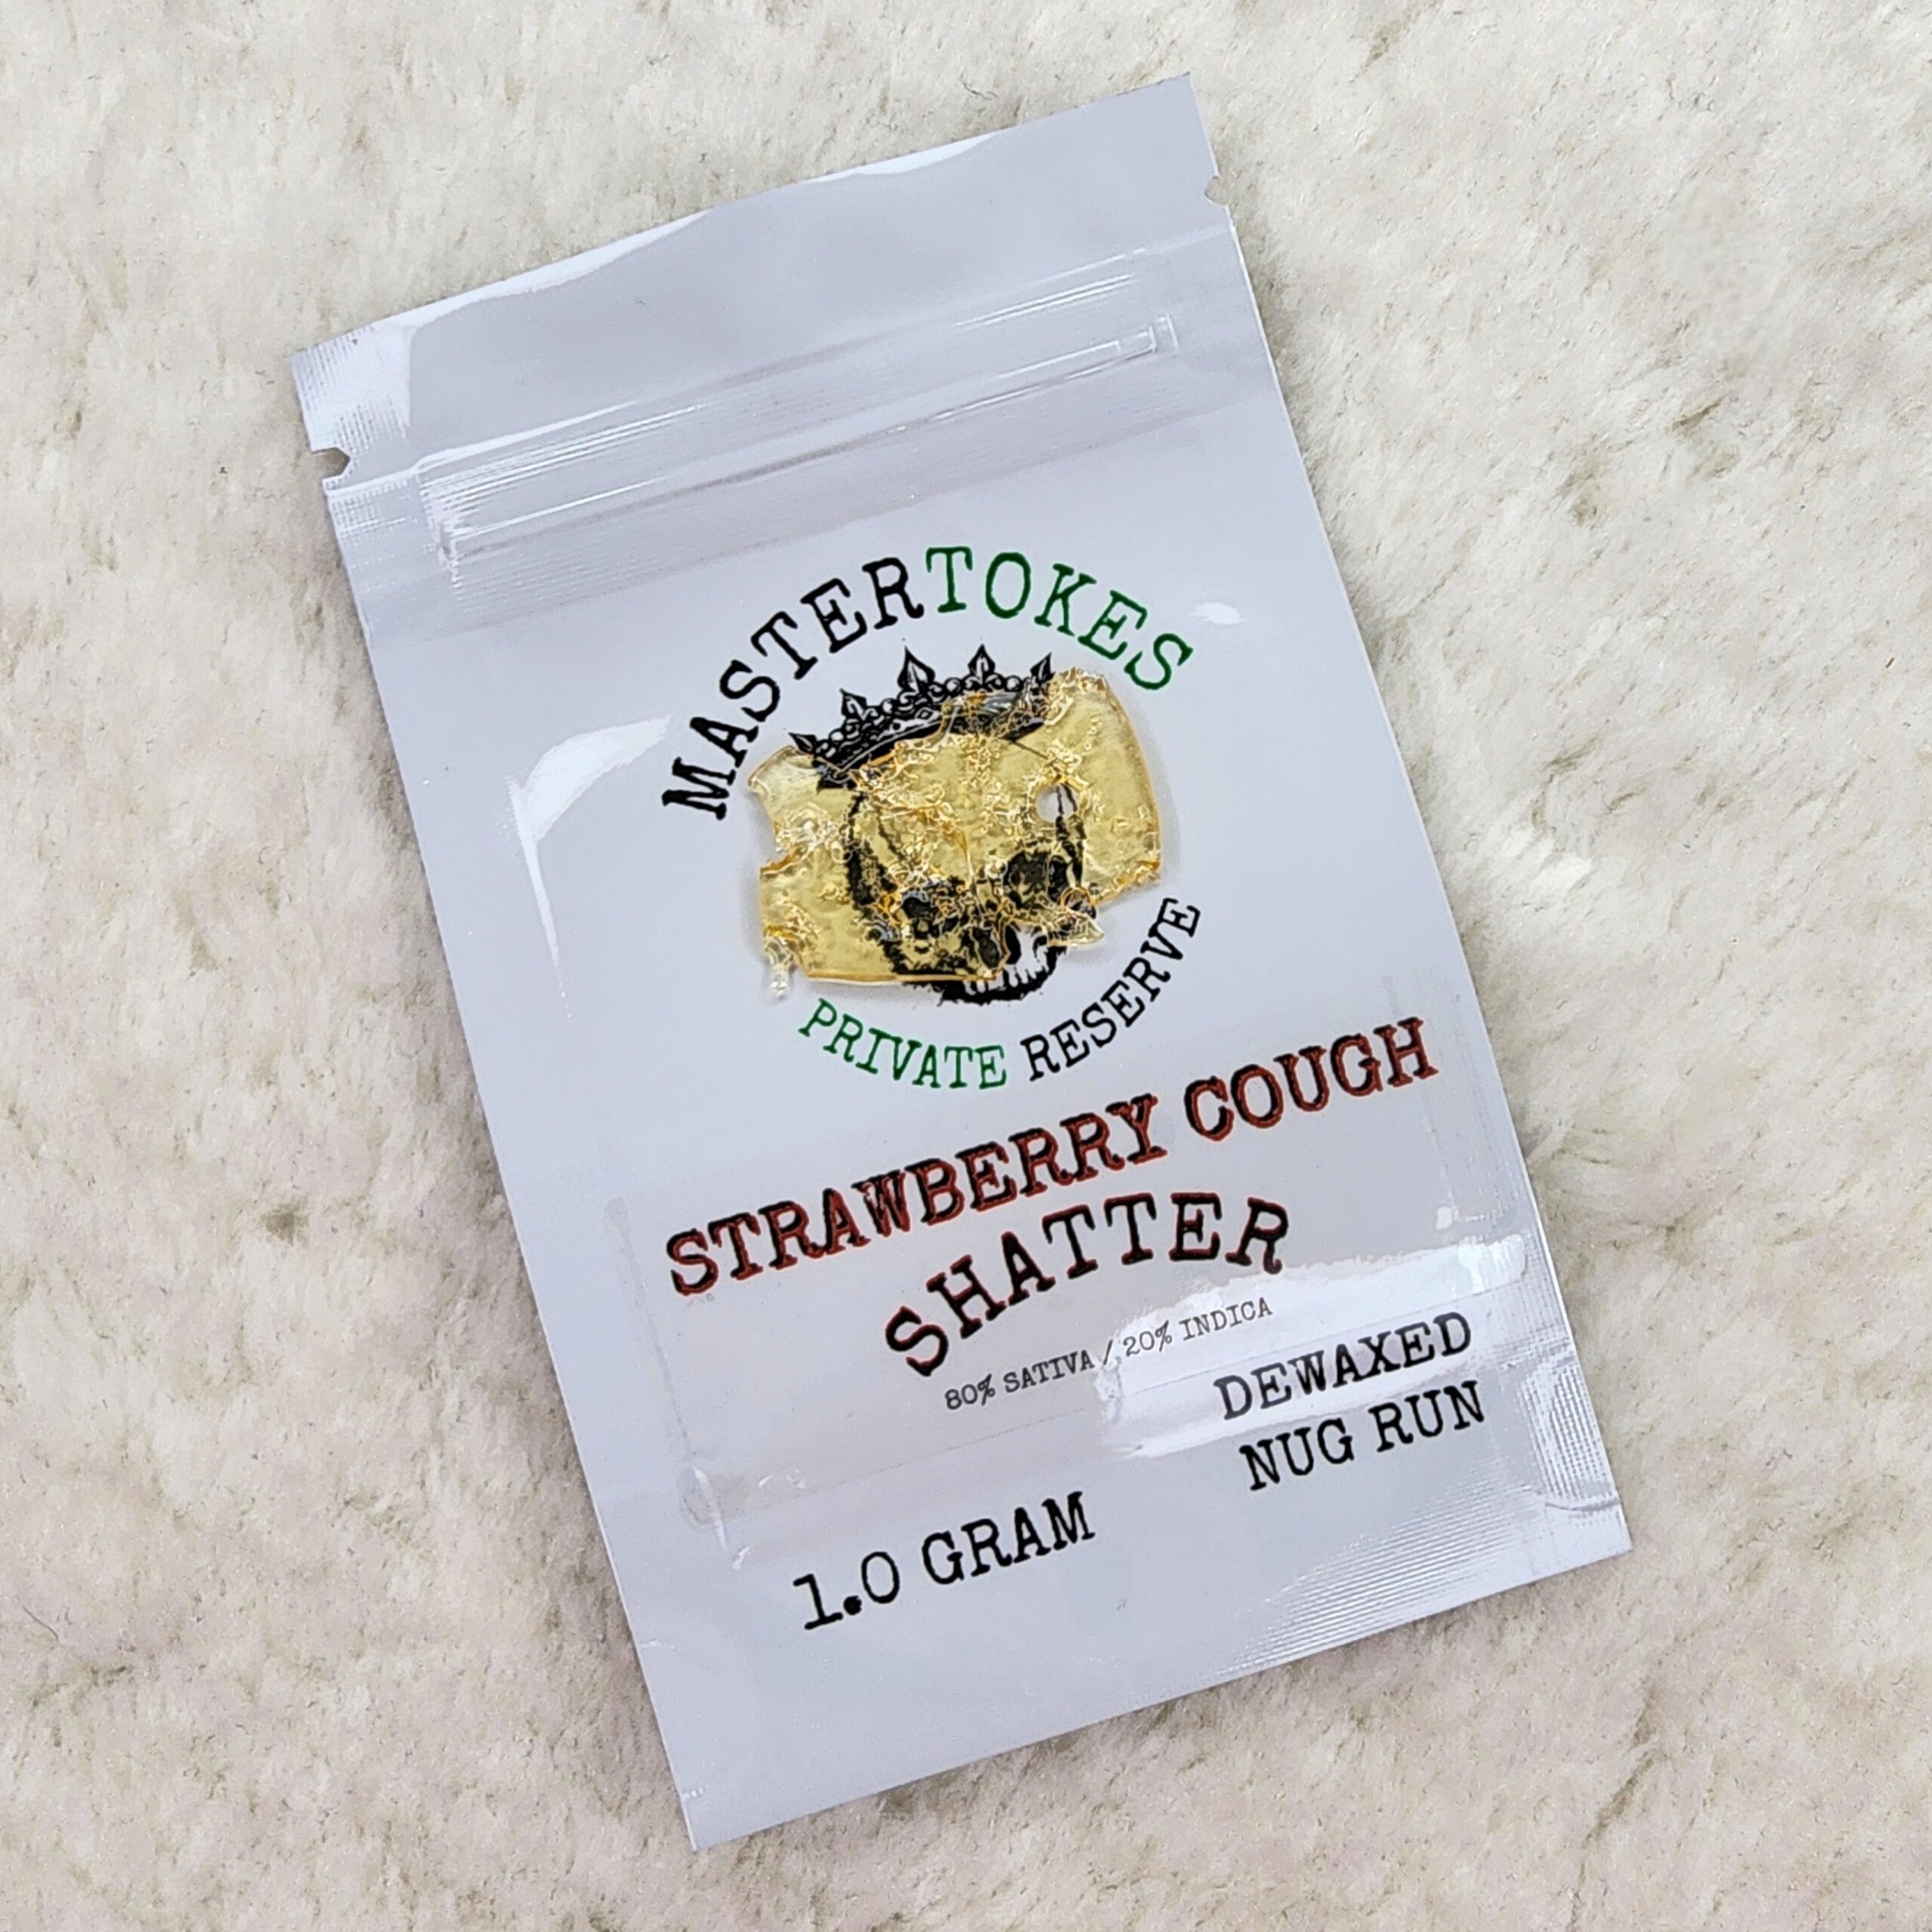 MASTERTOKES
PRIVATE RESERVE
STRAWBERRY COUGH
SHATTER
80% SATIVA / 20% INDICA
DEWAXED
NUG RUN
1.0 GRAM